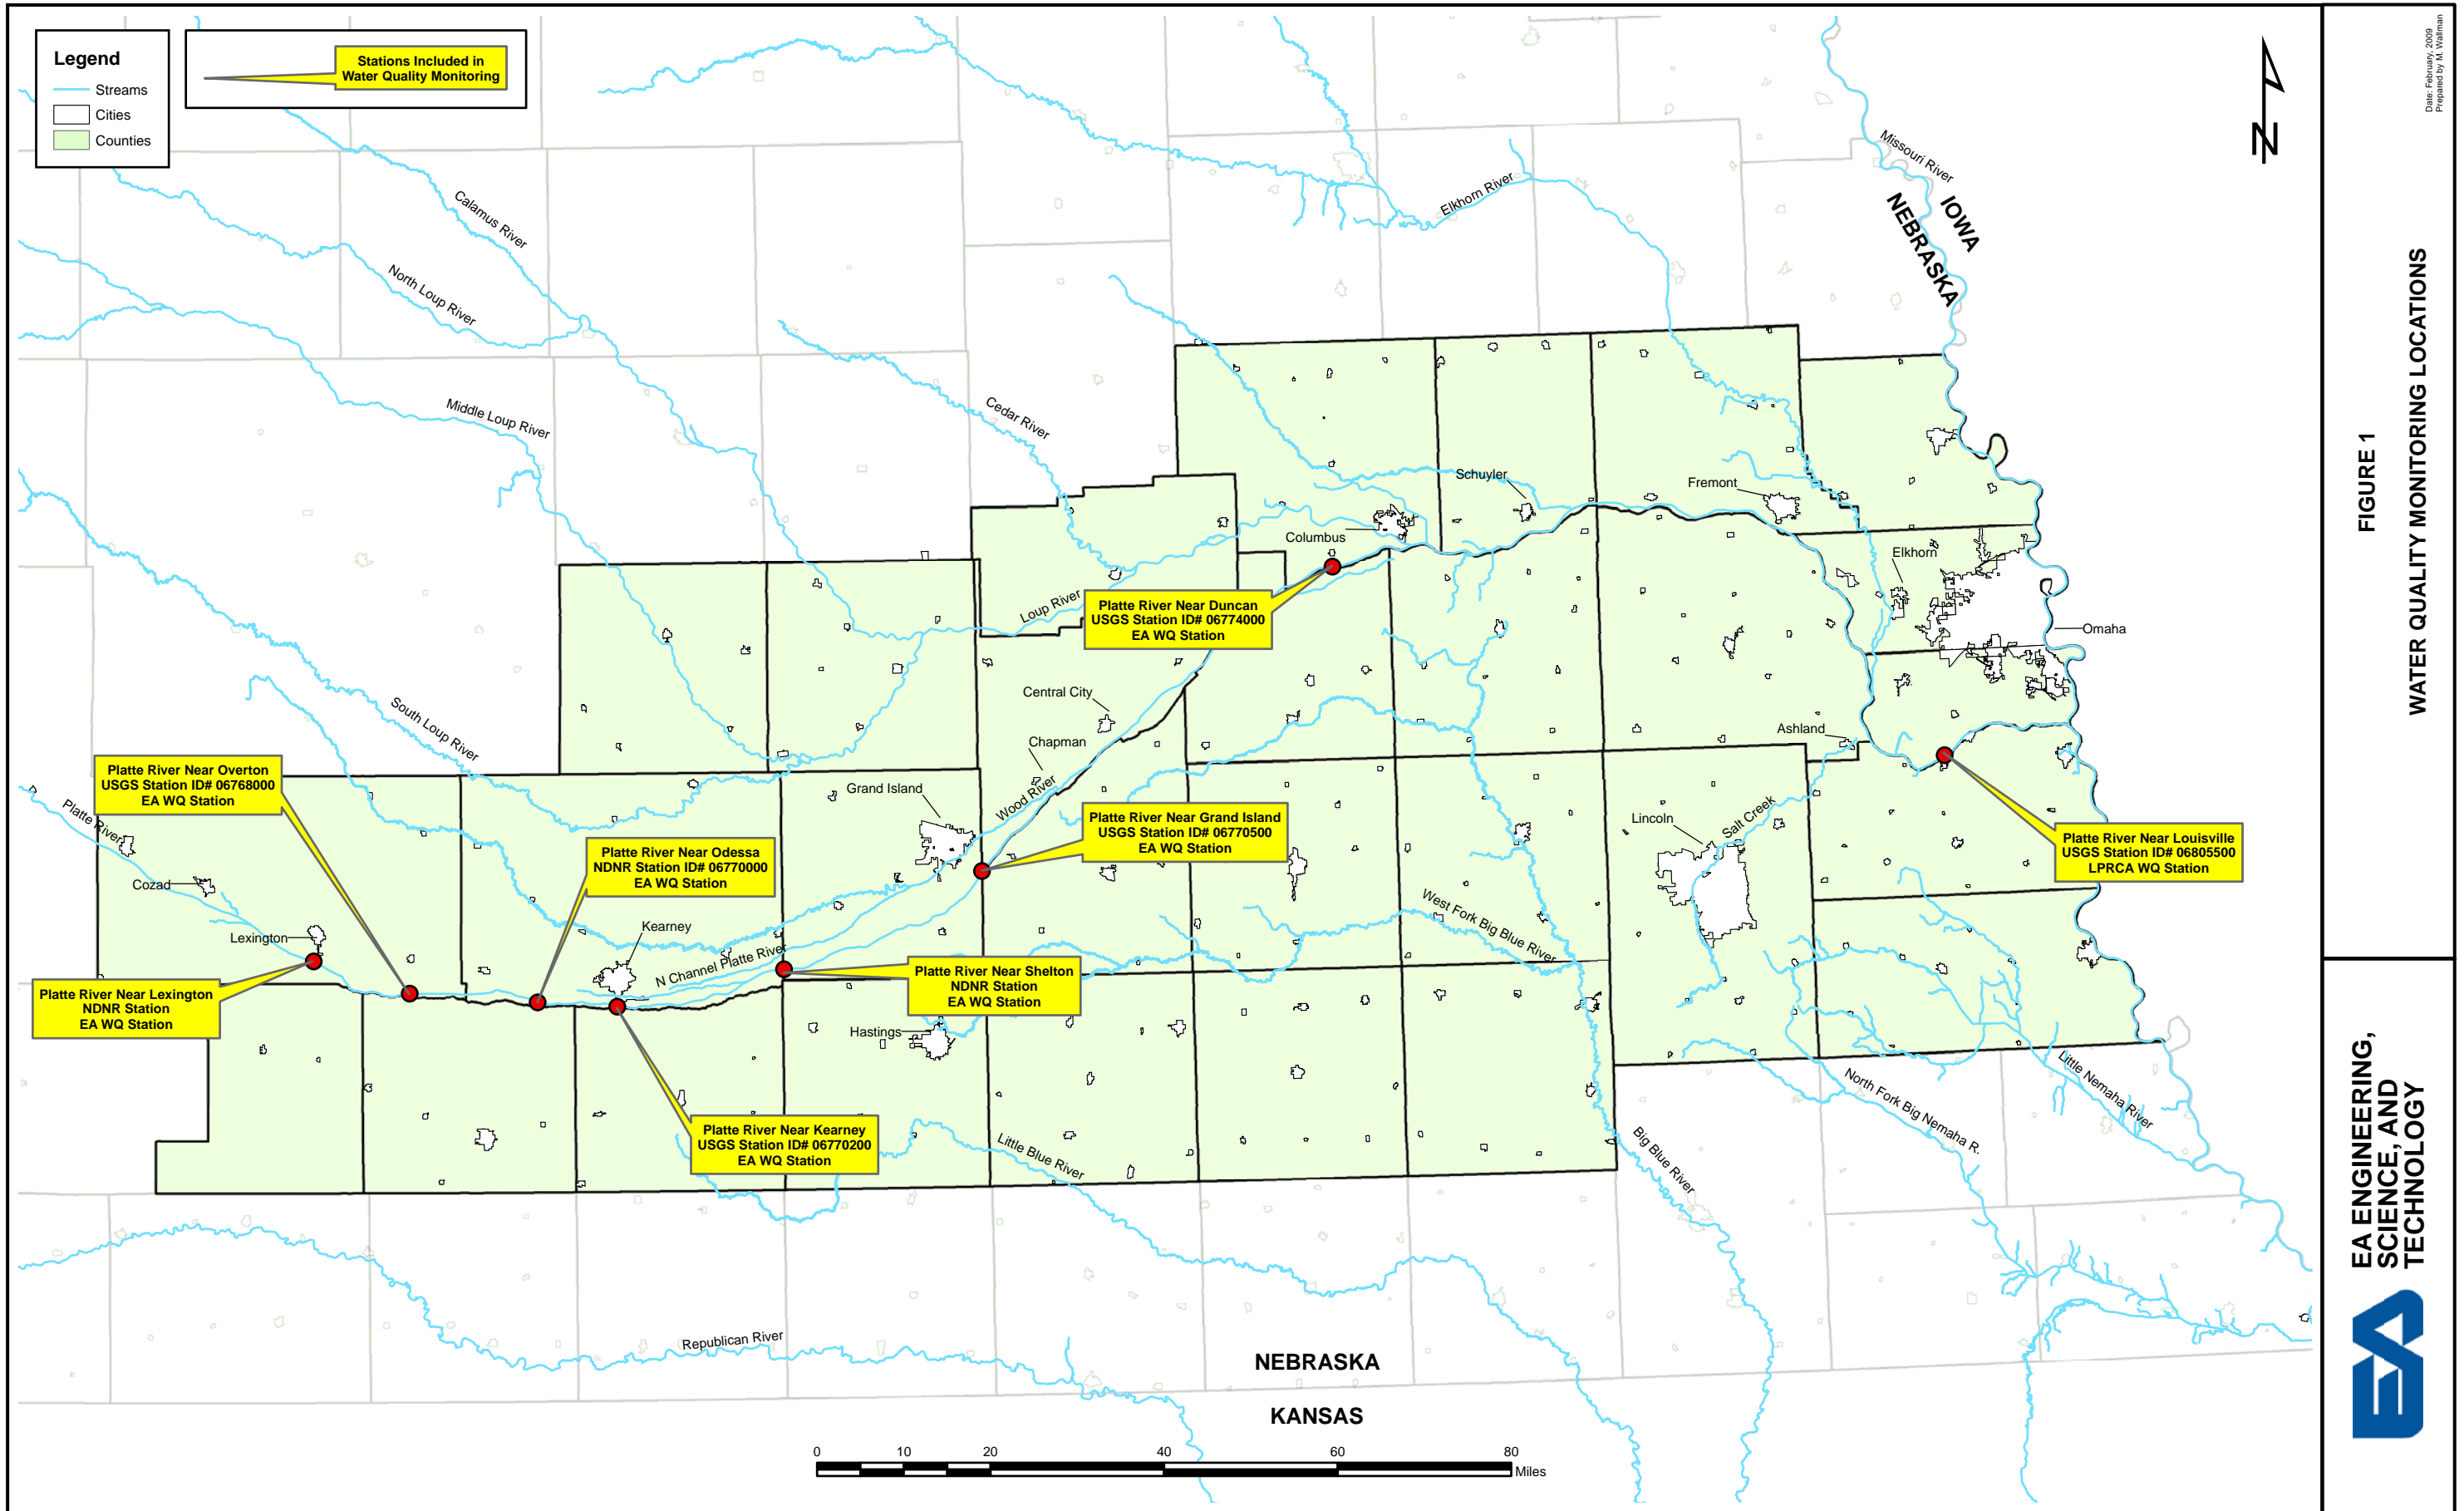 Legend
Streams
Cities
Counties
Stations Included in
Water Quality Monitoring
Date: February, 2009
Prepared by M. Wallman
N
Missouri River
IOWA
NEBRASKA
Elkhorn River
Calamus River
North Loup River
Middle Loup River
Cedar River
Schuyler
Fremont
Columbus
Elkhorn
Omaha
Loup River
Platte River Near Duncan
USGS Station ID# 06774000
EA WQ Station
Central City
Chapman
South Loup River
Ashland
Platte River Near Overton
USGS Station ID# 06768000
EA WQ Station
Platte River
Grand Island
Wood River
Platte River Near Grand Island
USGS Station ID# 06770500
EA WQ Station
Lincoln
Salt Creek
Platte River Near Louisville
USGS Station ID# 06805500
LPRCA WQ Station
Platte River Near Odessa
NDNR Station ID# 06770000
EA WQ Station
Cozad
Lexington
Kearney
N Channel Platte River
West Fork Big Blue River
Platte River Near Shelton
NDNR Station
EA WQ Station
Platte River Near Lexington
NDNR Station
EA WQ Station
Hastings
Platte River Near Kearney
USGS Station ID# 06770200
EA WQ Station
Little Blue River
Big Blue River
North Fork Big Nemaha R.
Little Nemaha River
Republican River
NEBRASKA
KANSAS
0 10 20 40 60 80
Miles
FIGURE 1
WATER QUALITY MONITORING LOCATIONS
EA ENGINEERING,
SCIENCE, AND
TECHNOLOGY
EA